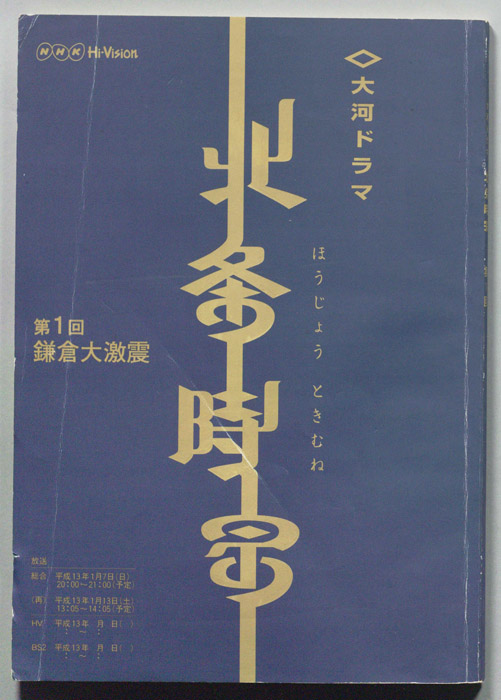 NHK Hi-Vision
大河ドラマ
北条時宗
ほうじょう ときむね
第1回
鎌倉大激震
放送
総合 平成13年1月7日(日)
20:00〜21:00(予定)
(再) 平成13年1月13日(土)
13:05〜14:05(予定)
HV 平成13年 月 日( )
: 〜 :
BS2 平成13年 月 日( )
: 〜 :